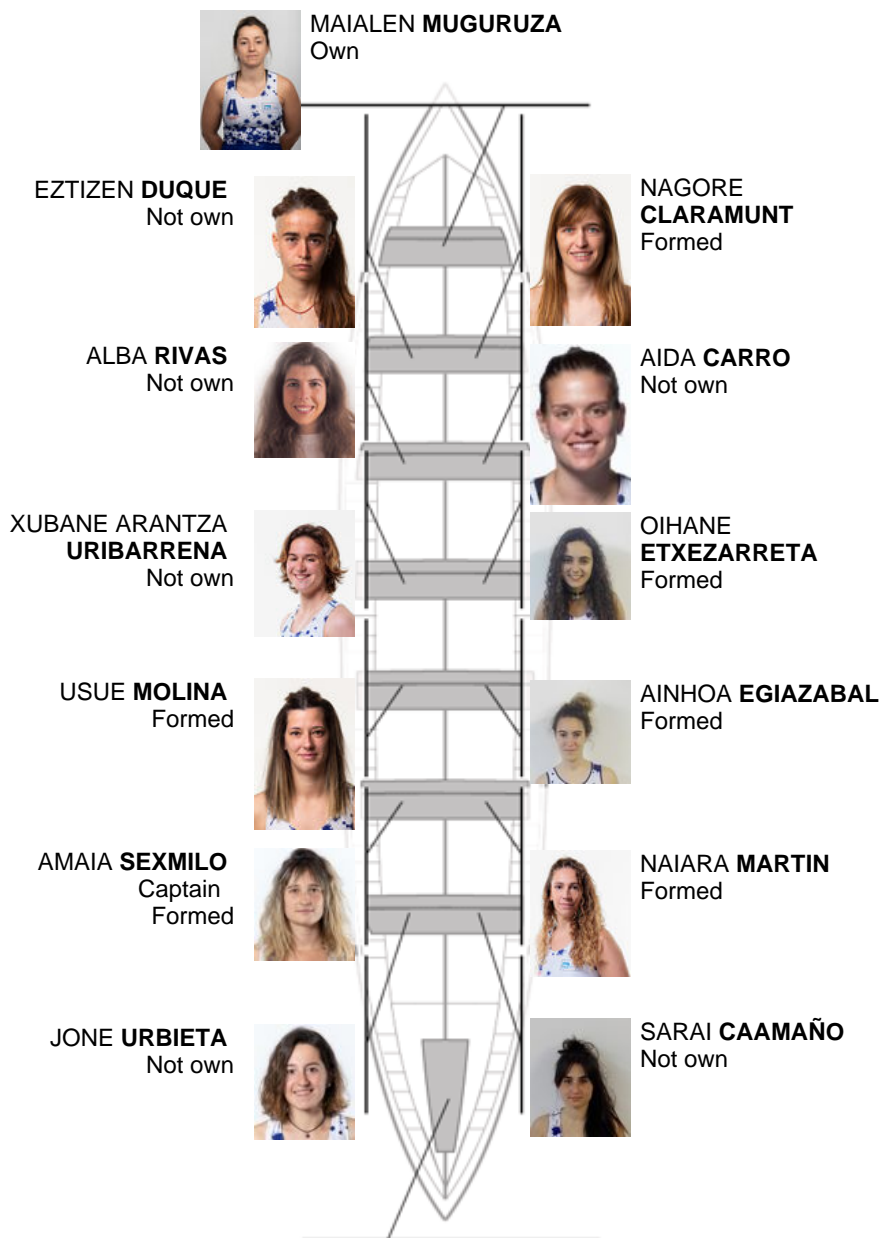 MAIALEN MUGURUZA
Own
EZTIZEN DUQUE
Not own
NAGORE
CLARAMUNT
Formed
ALBA RIVAS
Not own
AIDA CARRO
Not own
XUBANE ARANTZA
URIBARRENA
Not own
OIHANE
ETXEZARRETA
Formed
USUE MOLINA
Formed
AINHOA EGIAZABAL
Formed
AMAIA SEXMILO
Captain
Formed
NAIARA MARTIN
Formed
JONE URBIETA
Not own
SARAI CAAMAÑO
Not own